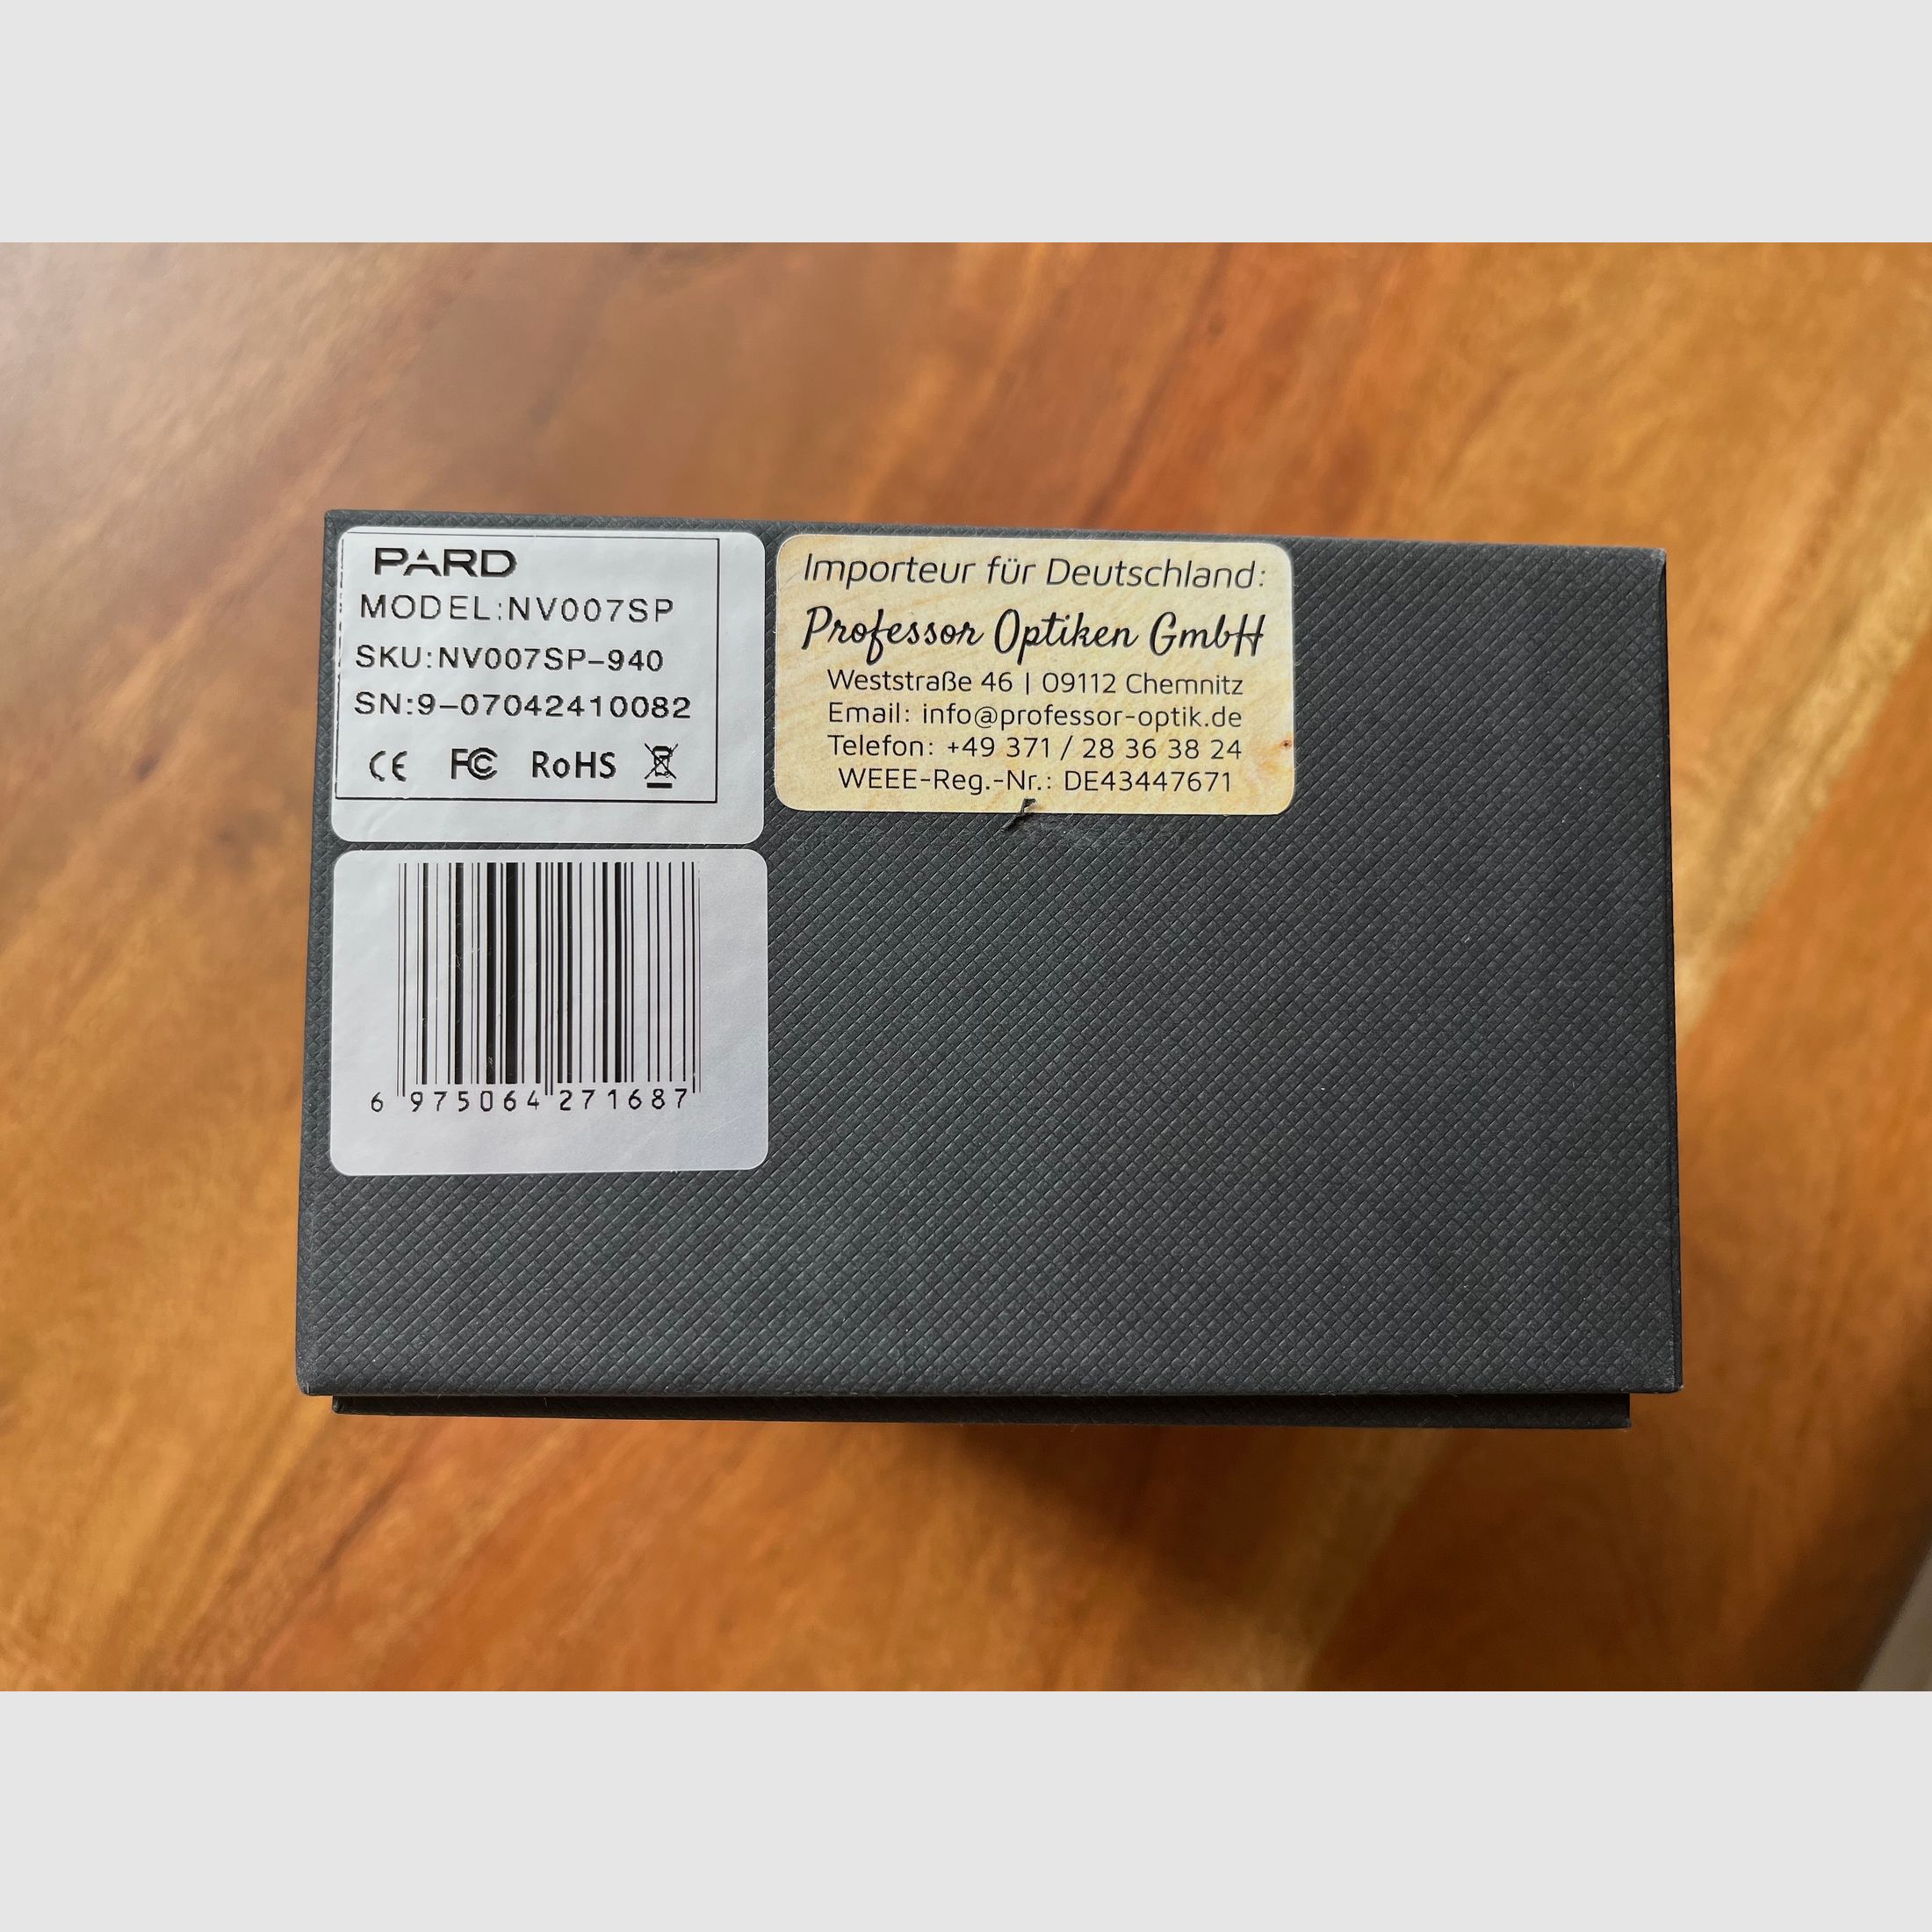 PARD
MODEL:NV007SP
SKU:NV007SP-940
SN:9-07042410082
CE FC RoHS
6 975064 271687
Importeur für Deutschland:
Professor Optiken GmbH
Weststraße 46 | 09112 Chemnitz
Email: info@professor-optik.de
Telefon: +49 371 / 28 36 38 24
WEEE-Reg.-Nr.: DE43447671